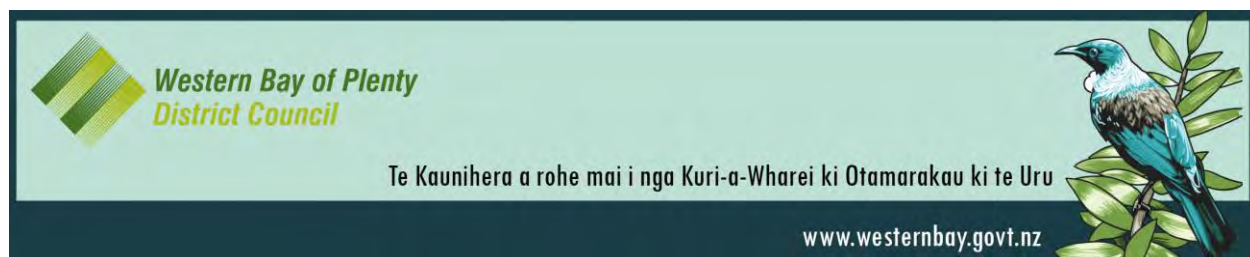 Western Bay of Plenty
District Council
Te Kaunihera a rohe mai i nga Kuri-a-Wharei ki Otamarakau ki te Uru
www.westernbay.govt.nz